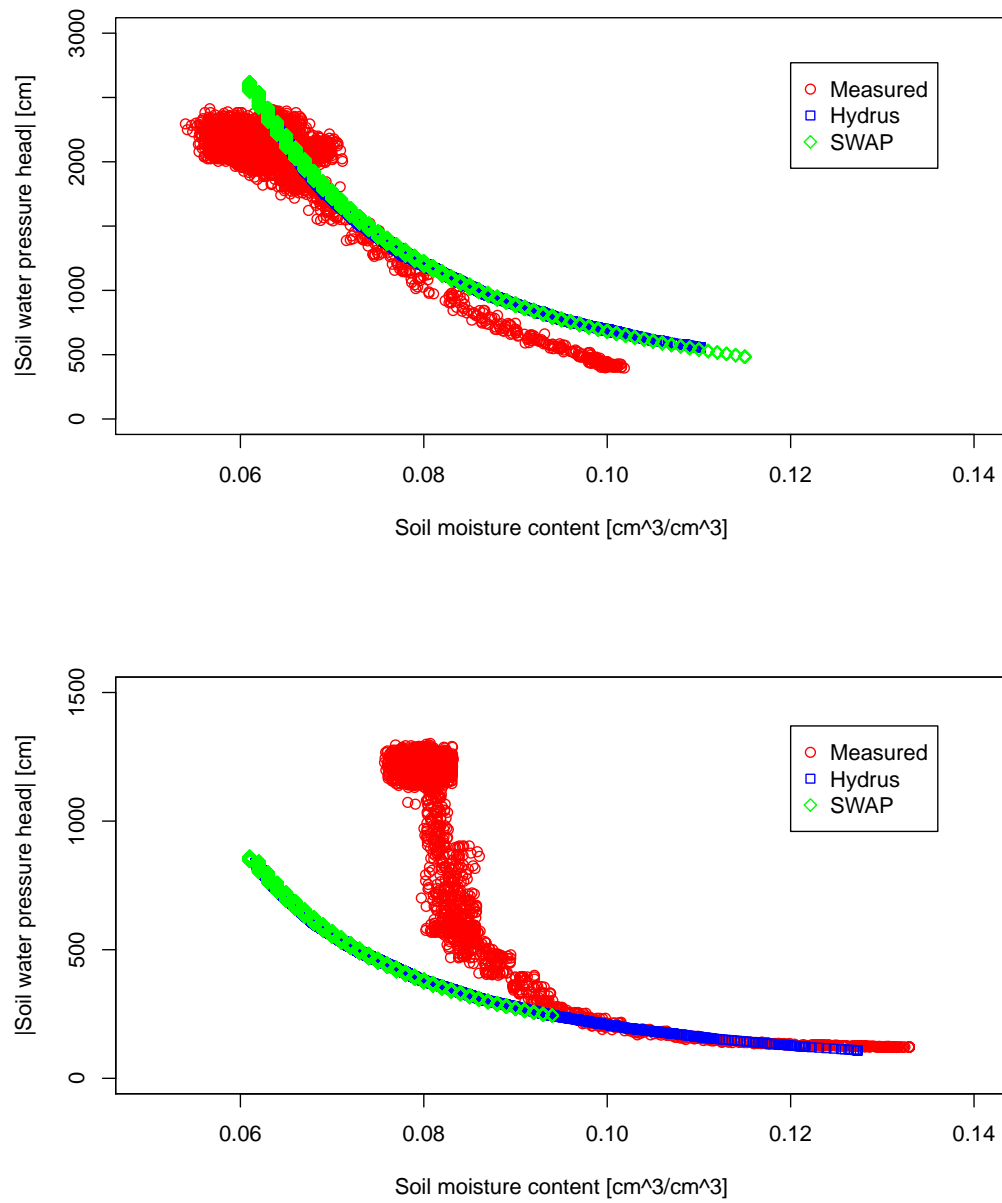 3000
2000
1000
500
0
|Soil water pressure head| [cm]
Measured
Hydrus
SWAP
0.06 0.08 0.10 0.12 0.14
Soil moisture content [cm^3/cm^3]
1500
1000
500
0
|Soil water pressure head| [cm]
Measured
Hydrus
SWAP
0.06 0.08 0.10 0.12 0.14
Soil moisture content [cm^3/cm^3]